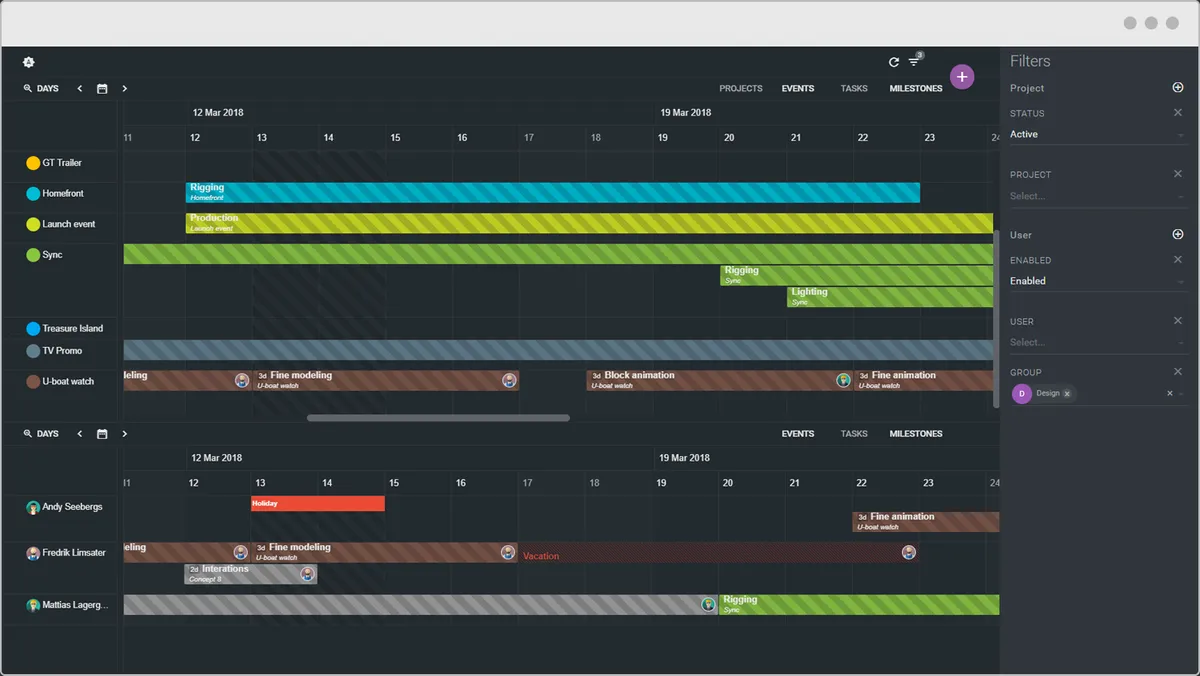 3
Filters
DAYS
PROJECTS EVENTS TASKS MILESTONES
12 Mar 2018 19 Mar 2018
11 12 13 14 15 16 17 18 19 20 21 22 23 24
GT Trailer
Homefront
Rigging
Homefront
Launch event
Production
Launch event
Sync
Rigging
Sync
Lighting
Sync
Treasure Island
TV Promo
U-boat watch
deling
3d Fine modeling
U-boat watch
3d Block animation
U-boat watch
3d Fine animation
U-boat watch
DAYS
EVENTS TASKS MILESTONES
12 Mar 2018 19 Mar 2018
11 12 13 14 15 16 17 18 19 20 21 22 23 24
Andy Seebergs
Holiday
3d Fine animation
U-boat watch
Fredrik Limsater
deling
3d Fine modeling
U-boat watch
Vacation
2d Interations
Concept 8
Mattias Lagerg...
Rigging
Sync
Project
STATUS
Active
PROJECT
Select...
User
ENABLED
Enabled
USER
Select...
GROUP
D Design